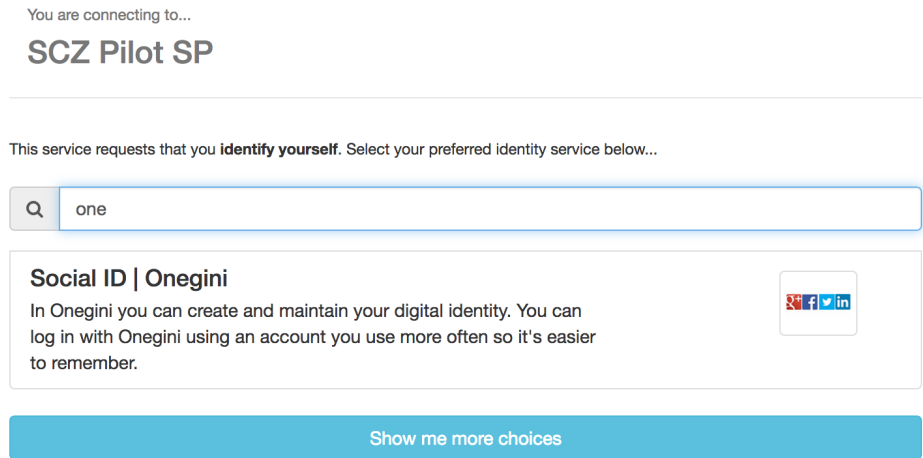 You are connecting to...
SCZ Pilot SP
This service requests that you identify yourself. Select your preferred identity service below...
one
Social ID | Onegini
In Onegini you can create and maintain your digital identity. You can
log in with Onegini using an account you use more often so it's easier
to remember.
g+ f in
Show me more choices